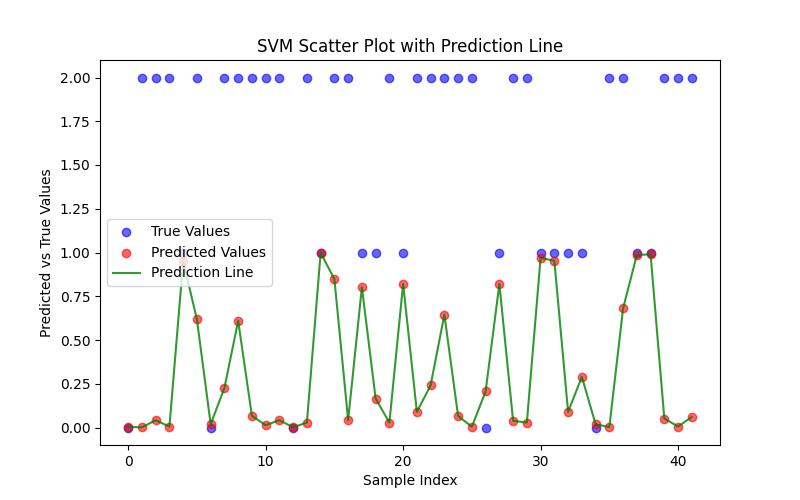 SVM Scatter Plot with Prediction Line
2.00
1.75
1.50
1.25
1.00
0.75
0.50
0.25
0.00
Predicted vs True Values
True Values
Predicted Values
Prediction Line
0 10 20 30 40
Sample Index